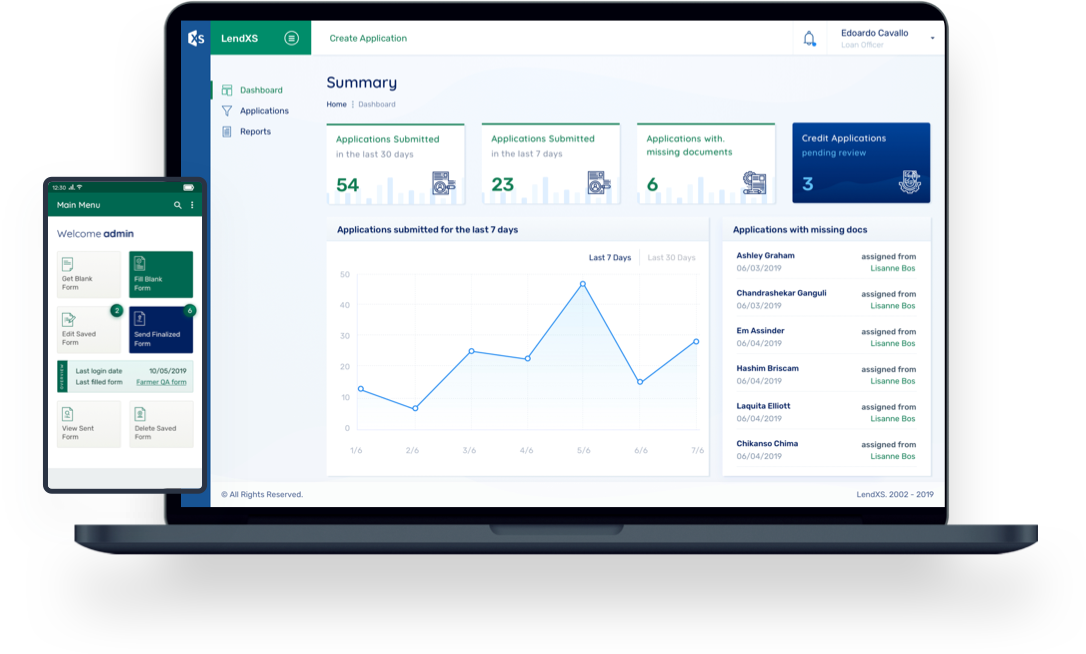 XS
LendXS
Create Application
Edoardo Cavallo
Loan Officer
Dashboard
Applications
Reports
Summary
Home | Dashboard
Applications Submitted
in the last 30 days
54
Applications Submitted
in the last 7 days
23
Applications with.
missing documents
6
Credit Applications
pending review
3
Applications submitted for the last 7 days
Last 7 Days
Last 30 Days
50
40
30
20
10
0
1/6
2/6
3/6
4/6
5/6
6/6
7/6
Applications with missing docs
Ashley Graham
assigned from
06/03/2019
Lisanne Bos
Chandrashekar Ganguli
assigned from
06/03/2019
Lisanne Bos
Em Assinder
assigned from
06/04/2019
Lisanne Bos
Hashim Briscam
assigned from
06/04/2019
Lisanne Bos
Laquita Elliott
assigned from
06/04/2019
Lisanne Bos
Chikanso Chima
assigned from
06/04/2019
Lisanne Bos
© All Rights Reserved.
LendXS. 2002 - 2019
12:30
Main Menu
Welcome admin
Get Blank
Form
Fill Blank
Form
2
Edit Saved
Form
6
Send Finalized
Form
OVERVIEW
Last login date
10/05/2019
Last filled form
Farmer QA form
View Sent
Form
Delete Saved
Form